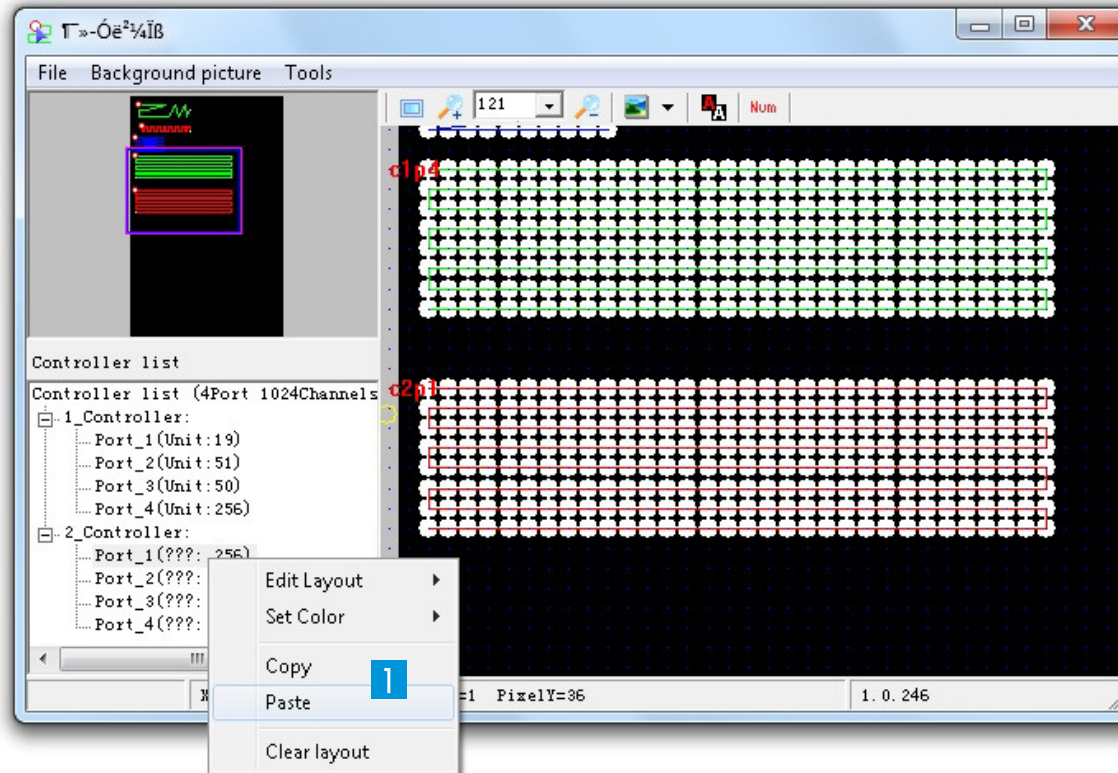 ¶¯»-Óë²¼Ïß
File Background picture Tools
121 Num
c1p4
c2p1
Controller list
Controller list (4Port 1024Channels
1_Controller:
Port_1(Unit:19)
Port_2(Unit:51)
Port_3(Unit:50)
Port_4(Unit:256)
2_Controller:
Port_1(???: 256)
Port_2(???:
Port_3(???:
Port_4(???:
Edit Layout
Set Color
Copy
1
Paste
Clear layout
=1 PixelY=36
1.0.246